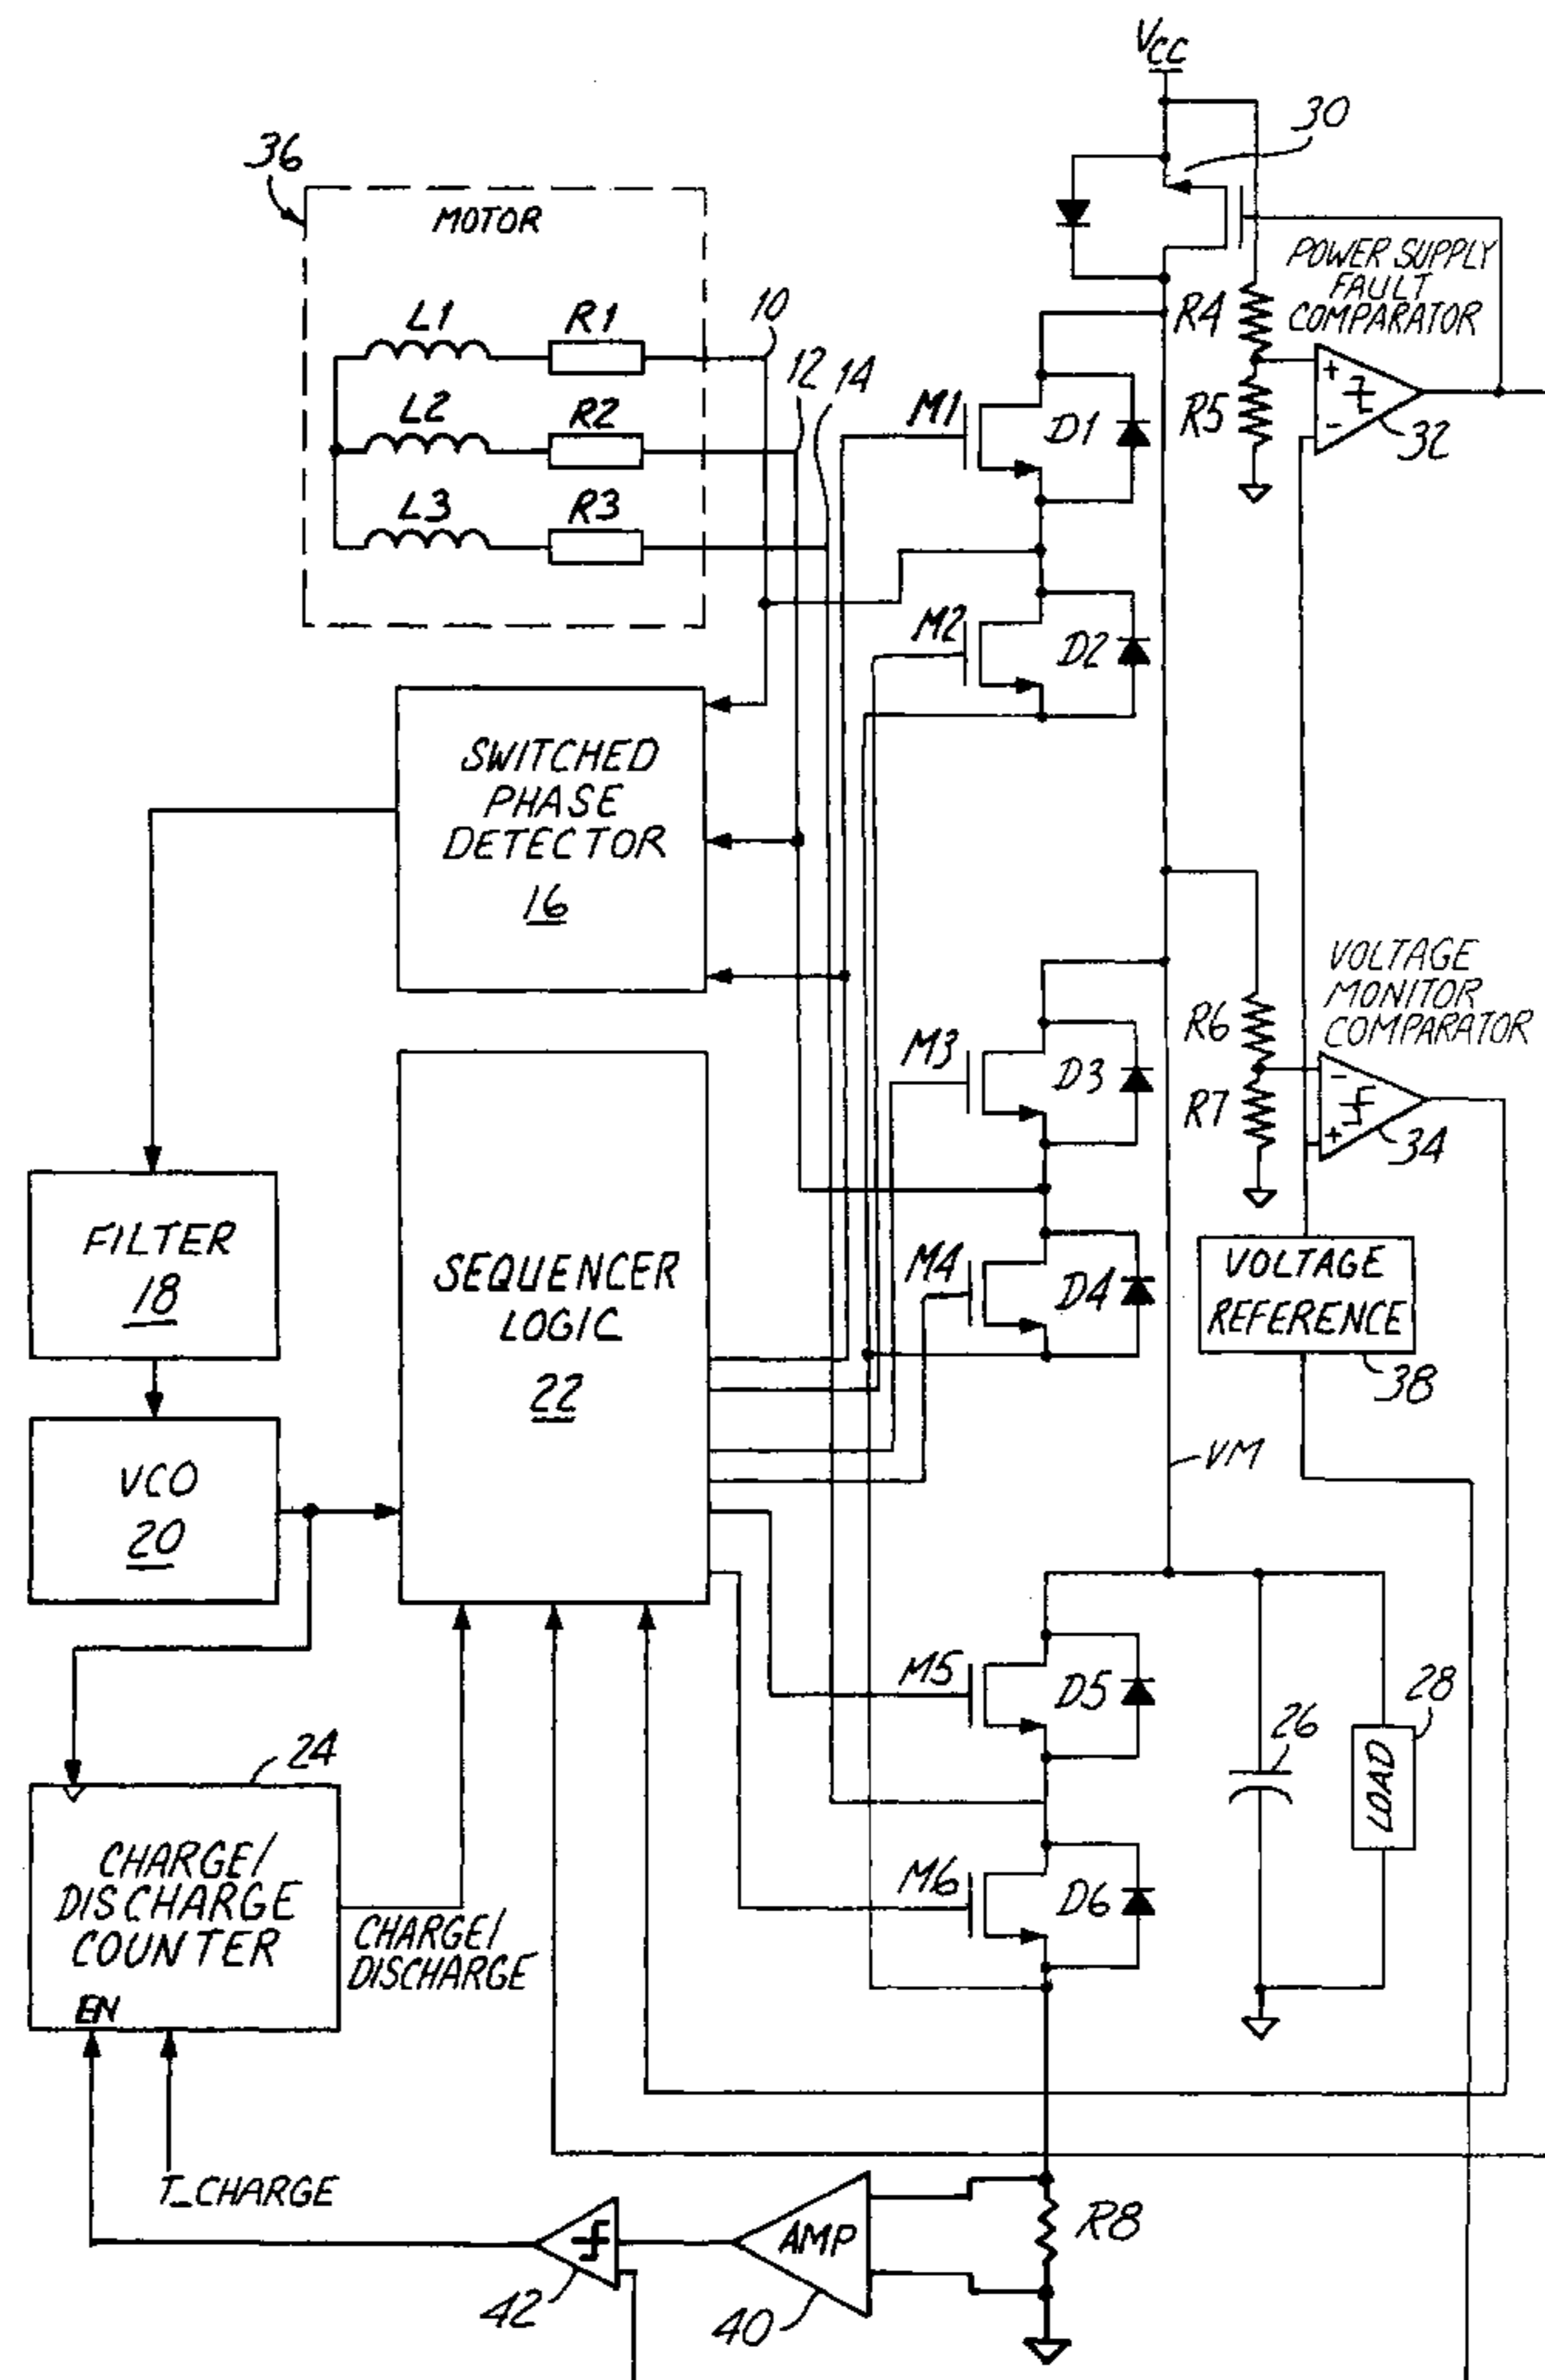 VCC
30
36
MOTOR
POWER SUPPLY
FAULT
COMPARATOR
L1
R1
10
R4
12
14
L2
R2
M1
D1
R5
32
L3
R3
M2
D2
SWITCHED
PHASE
DETECTOR
16
VOLTAGE
MONITOR
COMPARATOR
M3
D3
R6
R7
34
FILTER
18
SEQUENCER
LOGIC
22
M4
D4
VOLTAGE
REFERENCE
38
VCO
20
VM
M5
D5
26
28
LOAD
24
CHARGE/
DISCHARGE
COUNTER
EN
CHARGE/
DISCHARGE
M6
D6
T_CHARGE
AMP
R8
42
40
+
-
-
+